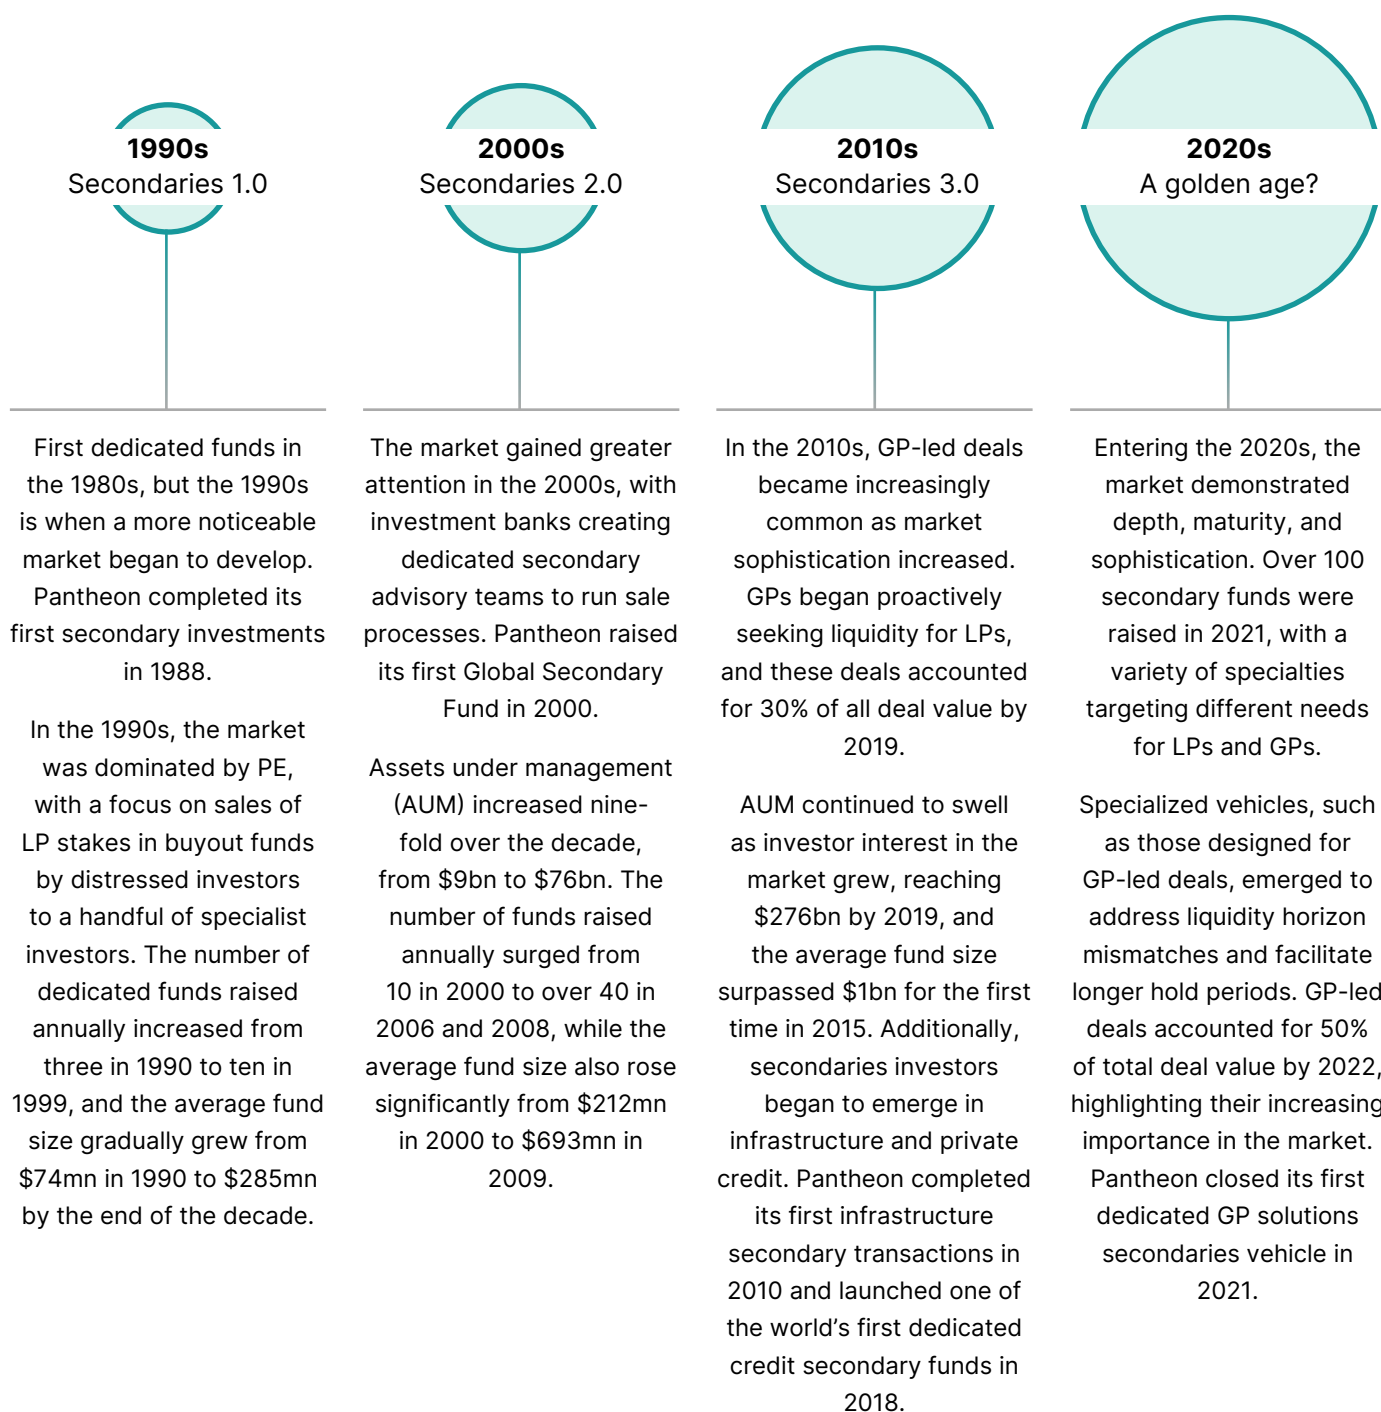 1990s
Secondaries 1.0
First dedicated funds in
the 1980s, but the 1990s
is when a more noticeable
market began to develop.
Pantheon completed its
first secondary investments
in 1988.
In the 1990s, the market
was dominated by PE,
with a focus on sales of
LP stakes in buyout funds
by distressed investors
to a handful of specialist
investors. The number of
dedicated funds raised
annually increased from
three in 1990 to ten in
1999, and the average fund
size gradually grew from
$74mn in 1990 to $285mn
by the end of the decade.
2000s
Secondaries 2.0
The market gained greater
attention in the 2000s, with
investment banks creating
dedicated secondary
advisory teams to run sale
processes. Pantheon raised
its first Global Secondary
Fund in 2000.
Assets under management
(AUM) increased nine-
fold over the decade,
from $9bn to $76bn. The
number of funds raised
annually surged from
10 in 2000 to over 40 in
2006 and 2008, while the
average fund size also rose
significantly from $212mn
in 2000 to $693mn in
2009.
2010s
Secondaries 3.0
In the 2010s, GP-led deals
became increasingly
common as market
sophistication increased.
GPs began proactively
seeking liquidity for LPs,
and these deals accounted
for 30% of all deal value by
2019.
AUM continued to swell
as investor interest in the
market grew, reaching
$276bn by 2019, and
the average fund size
surpassed $1bn for the first
time in 2015. Additionally,
secondaries investors
began to emerge in
infrastructure and private
credit. Pantheon completed
its first infrastructure
secondary transactions in
2010 and launched one of
the world’s first dedicated
credit secondary funds in
2018.
2020s
A golden age?
Entering the 2020s, the
market demonstrated
depth, maturity, and
sophistication. Over 100
secondary funds were
raised in 2021, with a
variety of specialties
targeting different needs
for LPs and GPs.
Specialized vehicles, such
as those designed for
GP-led deals, emerged to
address liquidity horizon
mismatches and facilitate
longer hold periods. GP-led
deals accounted for 50%
of total deal value by 2022,
highlighting their increasing
importance in the market.
Pantheon closed its first
dedicated GP solutions
secondaries vehicle in
2021.